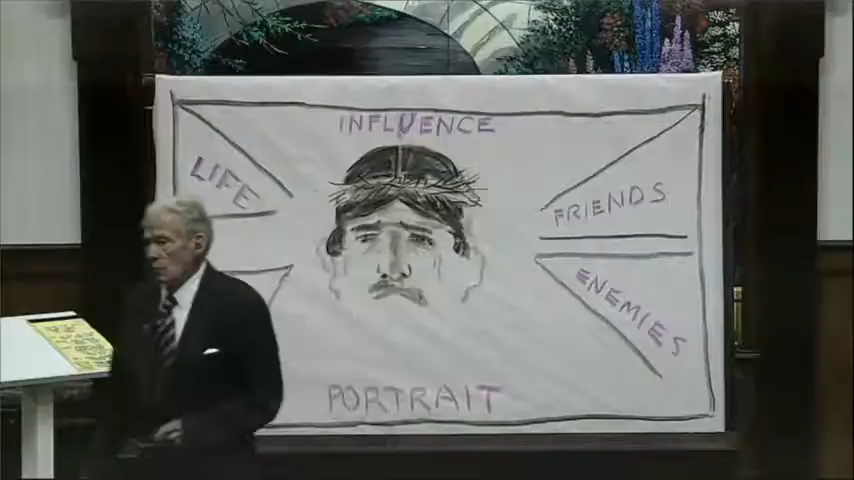 INFLUENCE
LIFE
FRIENDS
ENEMIES
PORTRAIT